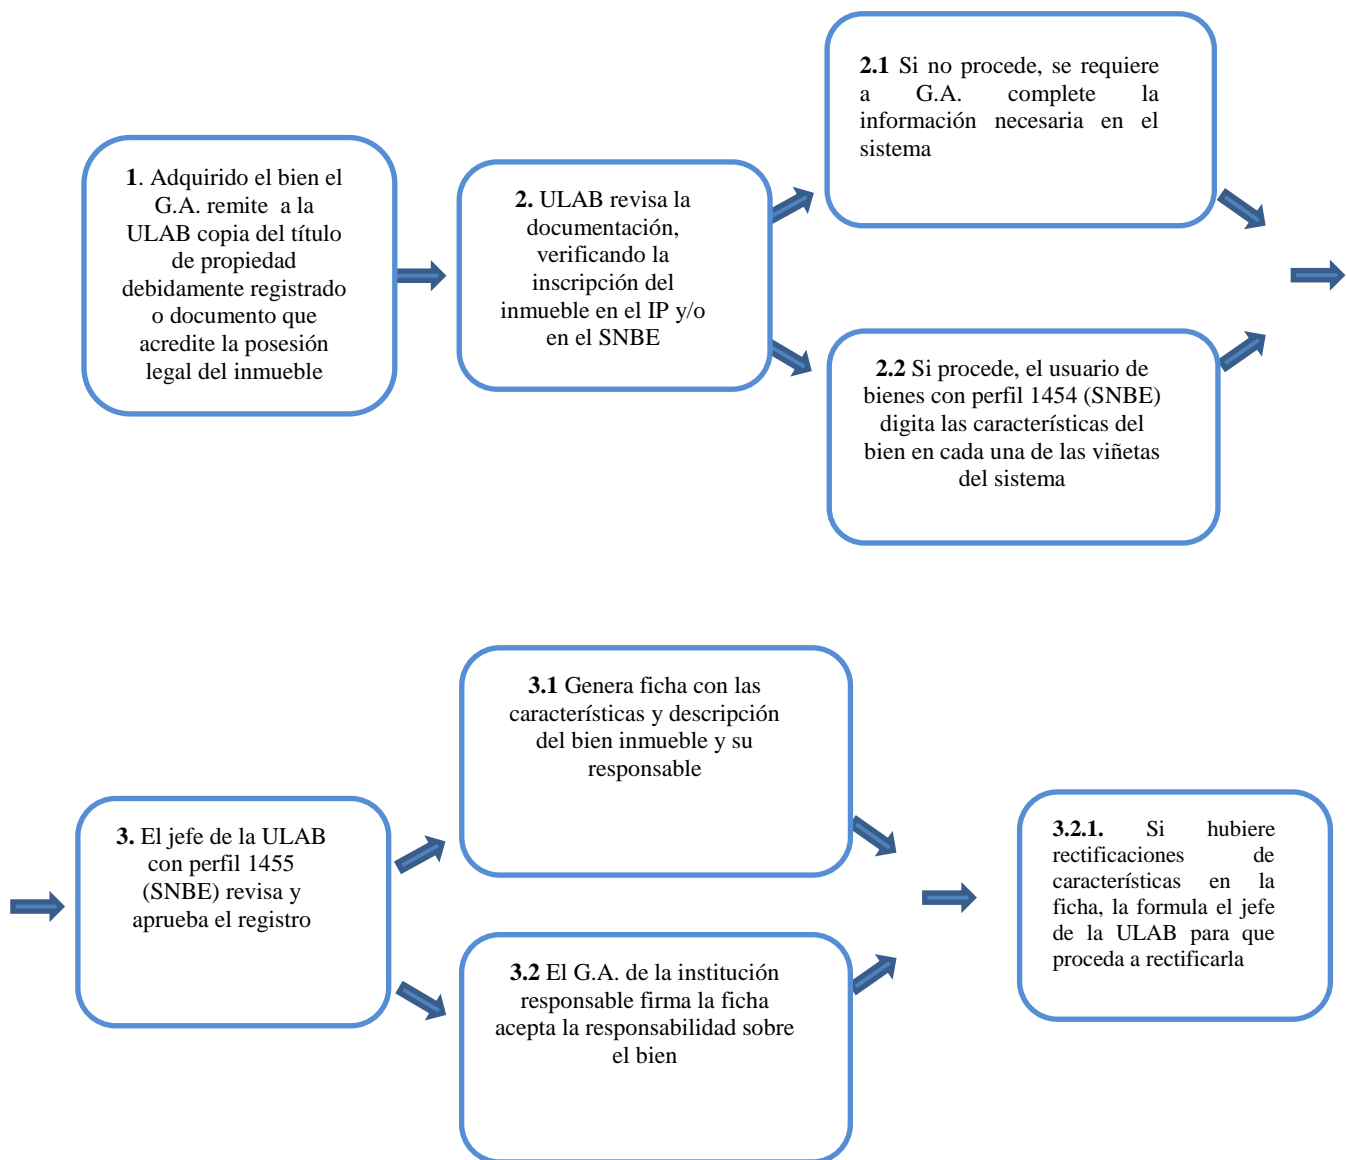 1. Adquirido el bien el
G.A. remite a la
ULAB copia del título
de propiedad
debidamente registrado
o documento que
acredite la posesión
legal del inmueble
2. ULAB revisa la
documentación,
verificando la
inscripción del
inmueble en el IP y/o
en el SNBE
2.1 Si no procede, se requiere
a G.A. complete la
información necesaria en el
sistema
2.2 Si procede, el usuario de
bienes con perfil 1454 (SNBE)
digita las características del
bien en cada una de las viñetas
del sistema
3. El jefe de la ULAB
con perfil 1455
(SNBE) revisa y
aprueba el registro
3.1 Genera ficha con las
características y descripción
del bien inmueble y su
responsable
3.2 El G.A. de la institución
responsable firma la ficha
acepta la responsabilidad sobre
el bien
3.2.1. Si hubiere
rectificaciones de
características en la
ficha, la formula el jefe
de la ULAB para que
proceda a rectificarla